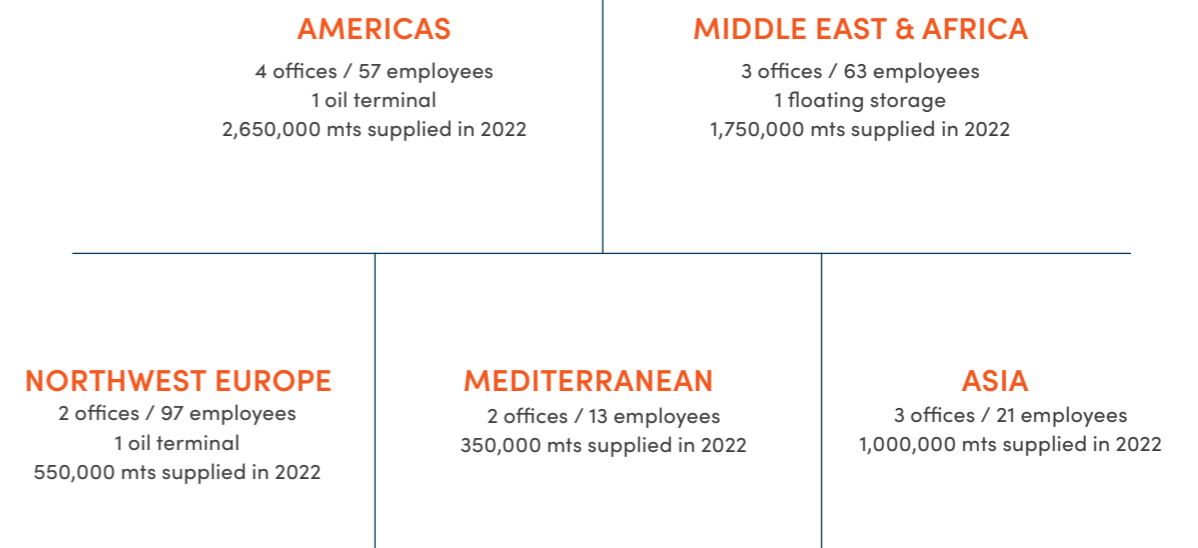 AMERICAS
4 offices / 57 employees
1 oil terminal
2,650,000 mts supplied in 2022
MIDDLE EAST & AFRICA
3 offices / 63 employees
1 floating storage
1,750,000 mts supplied in 2022
NORTHWEST EUROPE
2 offices / 97 employees
1 oil terminal
550,000 mts supplied in 2022
MEDITERRANEAN
2 offices / 13 employees
350,000 mts supplied in 2022
ASIA
3 offices / 21 employees
1,000,000 mts supplied in 2022